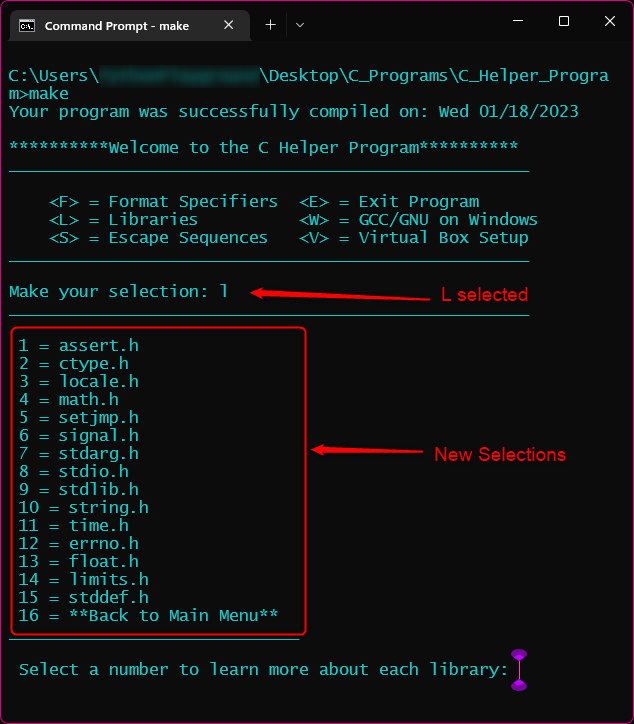 Command Prompt - make
C:\Users\ \Desktop\C_Programs\C_Helper_Progra
m>make
Your program was successfully compiled on: Wed 01/18/2023
**********Welcome to the C Helper Program**********
<F> = Format Specifiers <E> = Exit Program
<L> = Libraries <W> = GCC/GNU on Windows
<S> = Escape Sequences <V> = Virtual Box Setup
Make your selection: l
L selected
1 = assert.h
2 = ctype.h
3 = locale.h
4 = math.h
5 = setjmp.h
6 = signal.h
7 = stdarg.h
8 = stdio.h
9 = stdlib.h
10 = string.h
11 = time.h
12 = errno.h
13 = float.h
14 = limits.h
15 = stddef.h
16 = **Back to Main Menu**
New Selections
Select a number to learn more about each library: